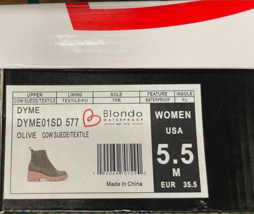 UPPER LINING SOLE FEATURE INSOLE
COW SUEDE/TEXTILE TEXTILE/PU TPR WATERPROOF PU
DYME
DYME01SD 577
Blondo
WATERPROOF
OLIVE COW SUEDE/TEXTILE
WOMEN
USA
5.5
M
EUR 35.5
Made in China